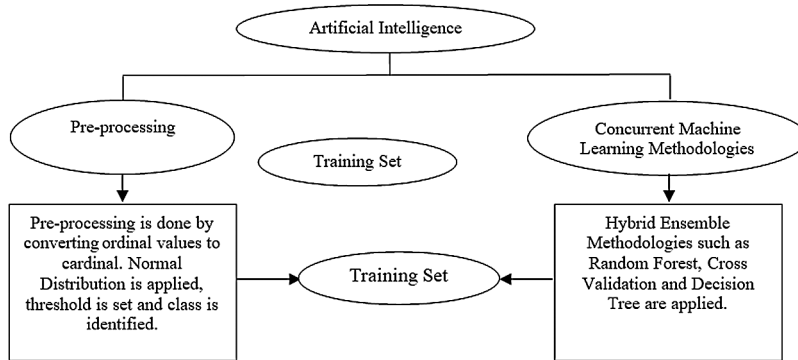 Artificial Intelligence
Pre-processing
Concurrent Machine
Learning Methodologies
Training Set
Pre-processing is done by
converting ordinal values to
cardinal. Normal
Distribution is applied,
threshold is set and class is
identified.
Training Set
Hybrid Ensemble
Methodologies such as
Random Forest, Cross
Validation and Decision
Tree are applied.